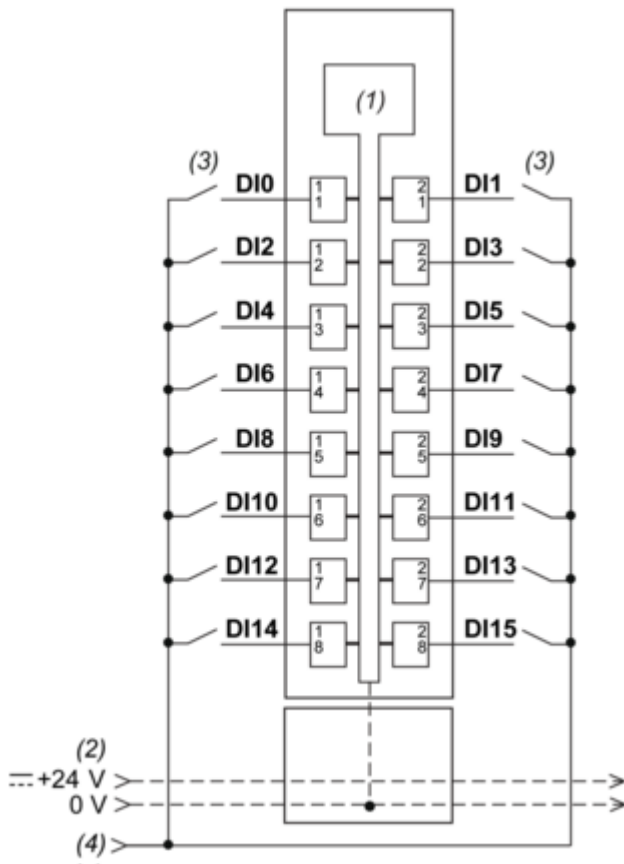 (1)
(3) (3)
DI0 1 1 2 1 DI1
DI2 1 2 2 2 DI3
DI4 1 3 2 3 DI5
DI6 1 4 2 4 DI7
DI8 1 5 2 5 DI9
DI10 1 6 2 6 DI11
DI12 1 7 2 7 DI13
DI14 1 8 2 8 DI15
(2)
+24 V
0 V
(4)